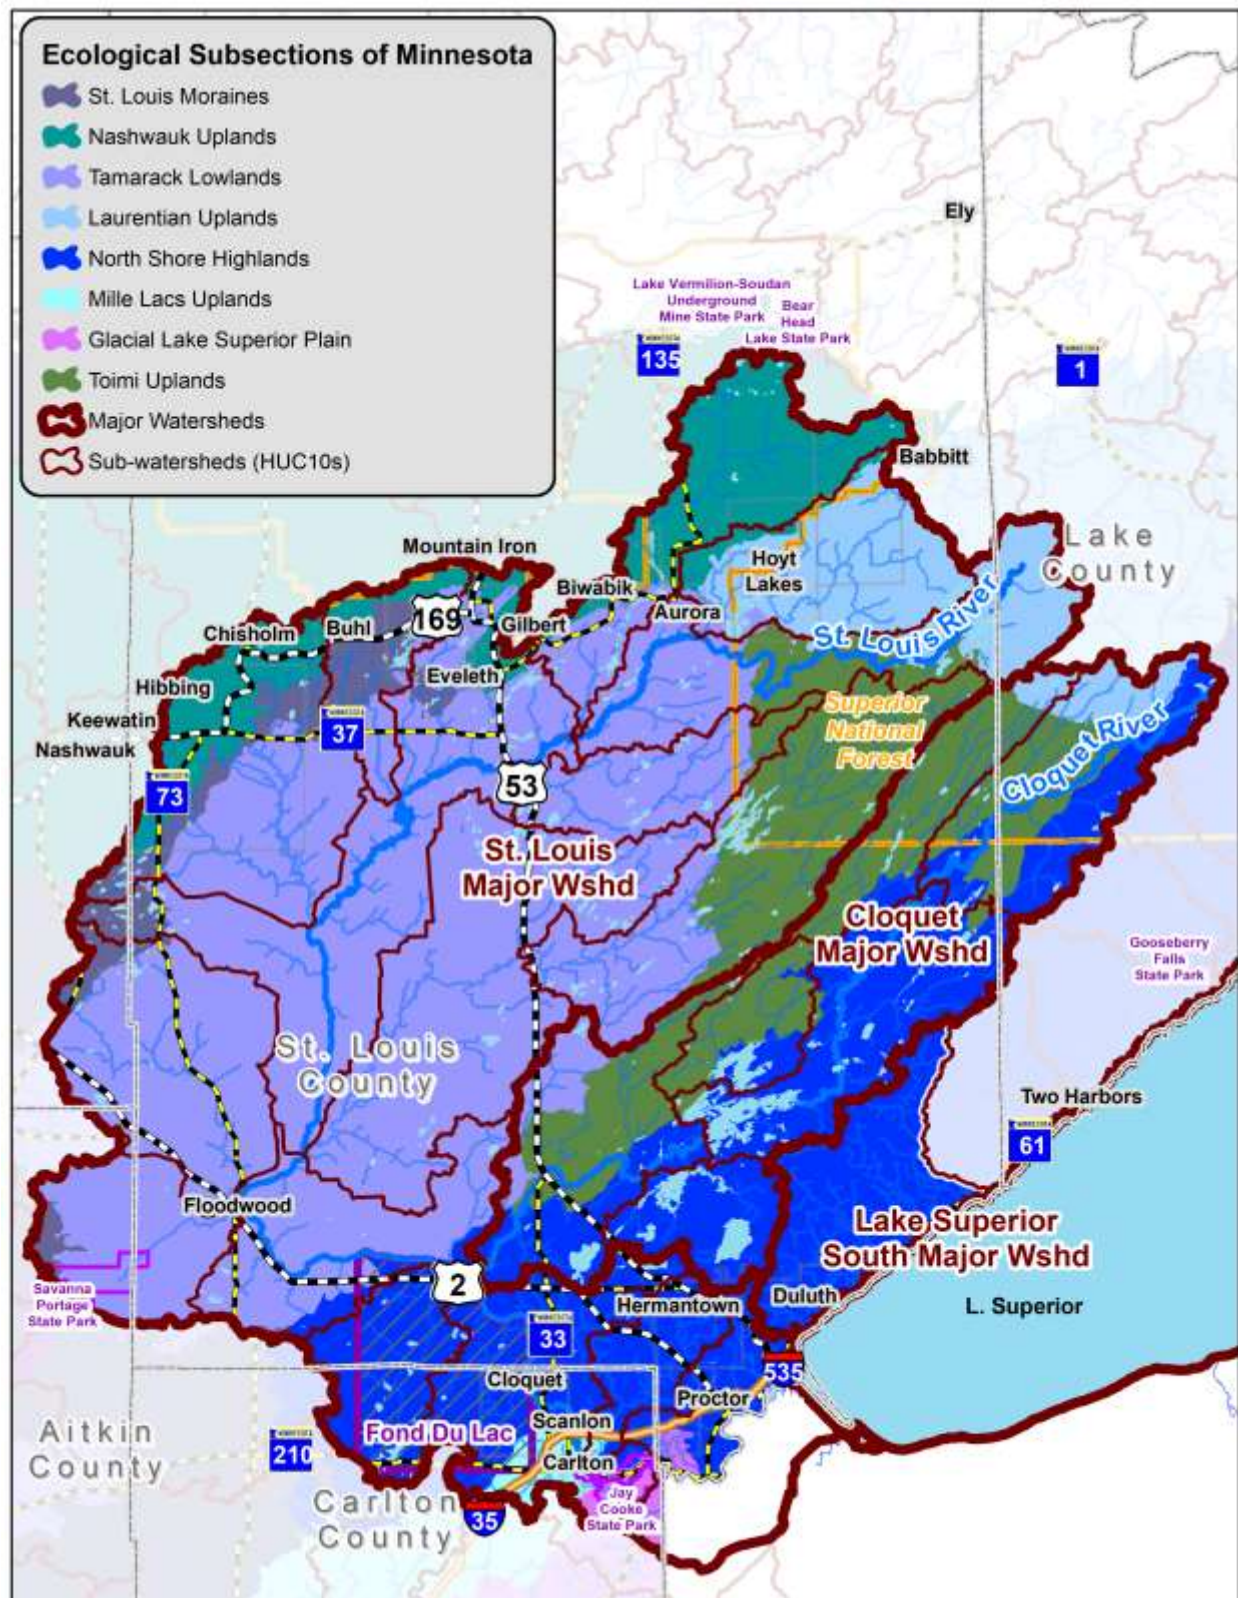 Ecological Subsections of Minnesota
St. Louis Moraines
Nashwauk Uplands
Tamarack Lowlands
Laurentian Uplands
North Shore Highlands
Mille Lacs Uplands
Glacial Lake Superior Plain
Toimi Uplands
Major Watersheds
Sub-watersheds (HUC10s)
Ely
Lake Vermilion-Soudan
Underground
Mine State Park
Bear
Head
Lake State Park
135
1
Babbitt
Lake
County
Mountain Iron
Hoyt
Lakes
Biwabik
Aurora
169
Gilbert
Chisholm
Buhl
St. Louis River
Eveleth
Hibbing
Keewatin
Nashwauk
37
Superior
National
Forest
Cloquet River
73
53
St. Louis
Major Wshd
Cloquet
Major Wshd
Gooseberry
Falls
State Park
St. Louis
County
Two Harbors
61
Floodwood
Lake Superior
South Major Wshd
Savanna
Portage
State Park
2
Duluth
Hermantown
L. Superior
33
535
Cloquet
Proctor
Scanlon
Fond Du Lac
Aitkin
County
210
Carlton
Carlton
County
Jay
Cooke
State Park
35